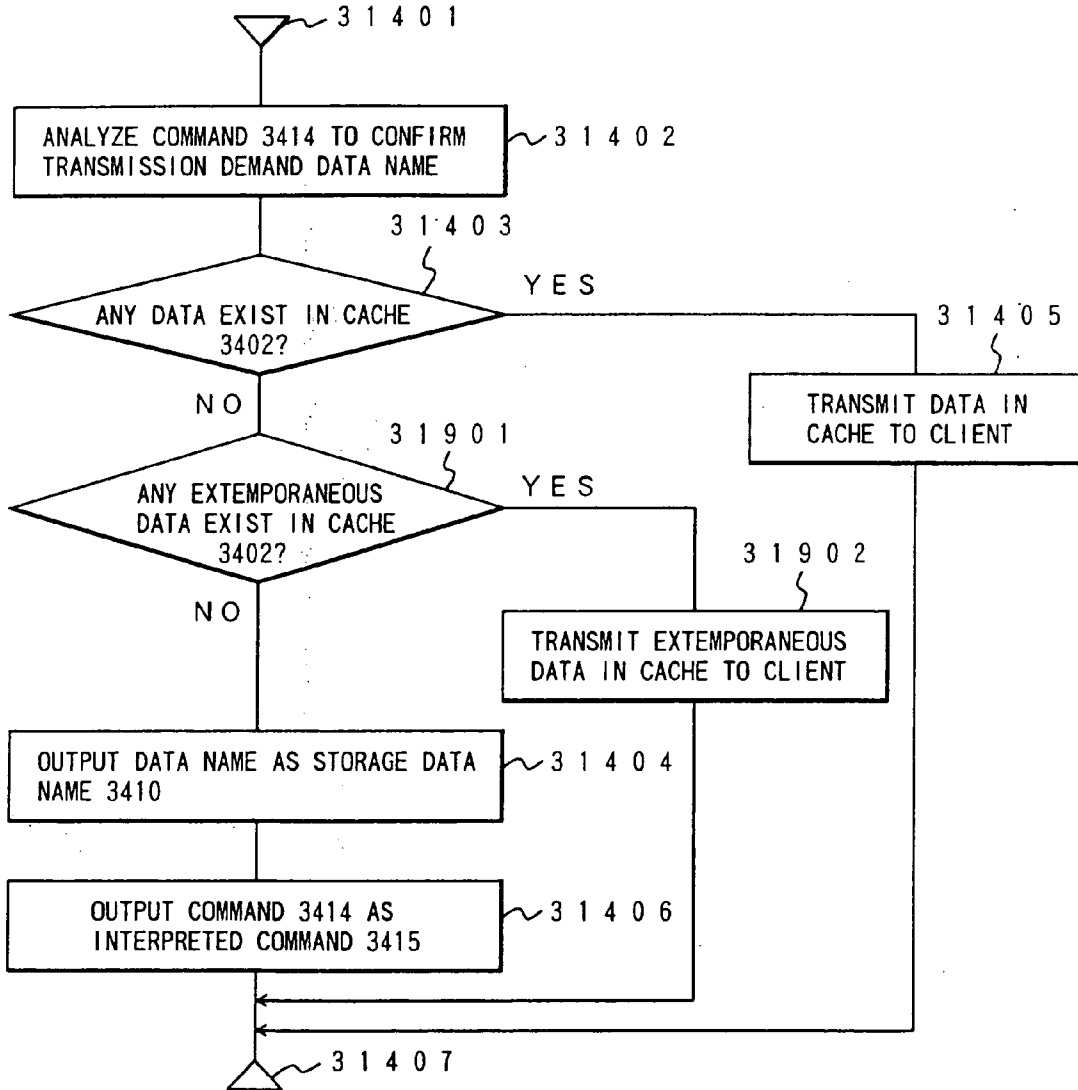 31401
ANALYZE COMMAND 3414 TO CONFIRM
TRANSMISSION DEMAND DATA NAME
31402
31403
YES
ANY DATA EXIST IN CACHE
3402?
31405
NO
TRANSMIT DATA IN
CACHE TO CLIENT
31901
YES
ANY EXTEMPORANEOUS
DATA EXIST IN CACHE
3402?
31902
NO
TRANSMIT EXTEMPORANEOUS
DATA IN CACHE TO CLIENT
OUTPUT DATA NAME AS STORAGE DATA
NAME 3410
31404
OUTPUT COMMAND 3414 AS
INTERPRETED COMMAND 3415
31406
31407